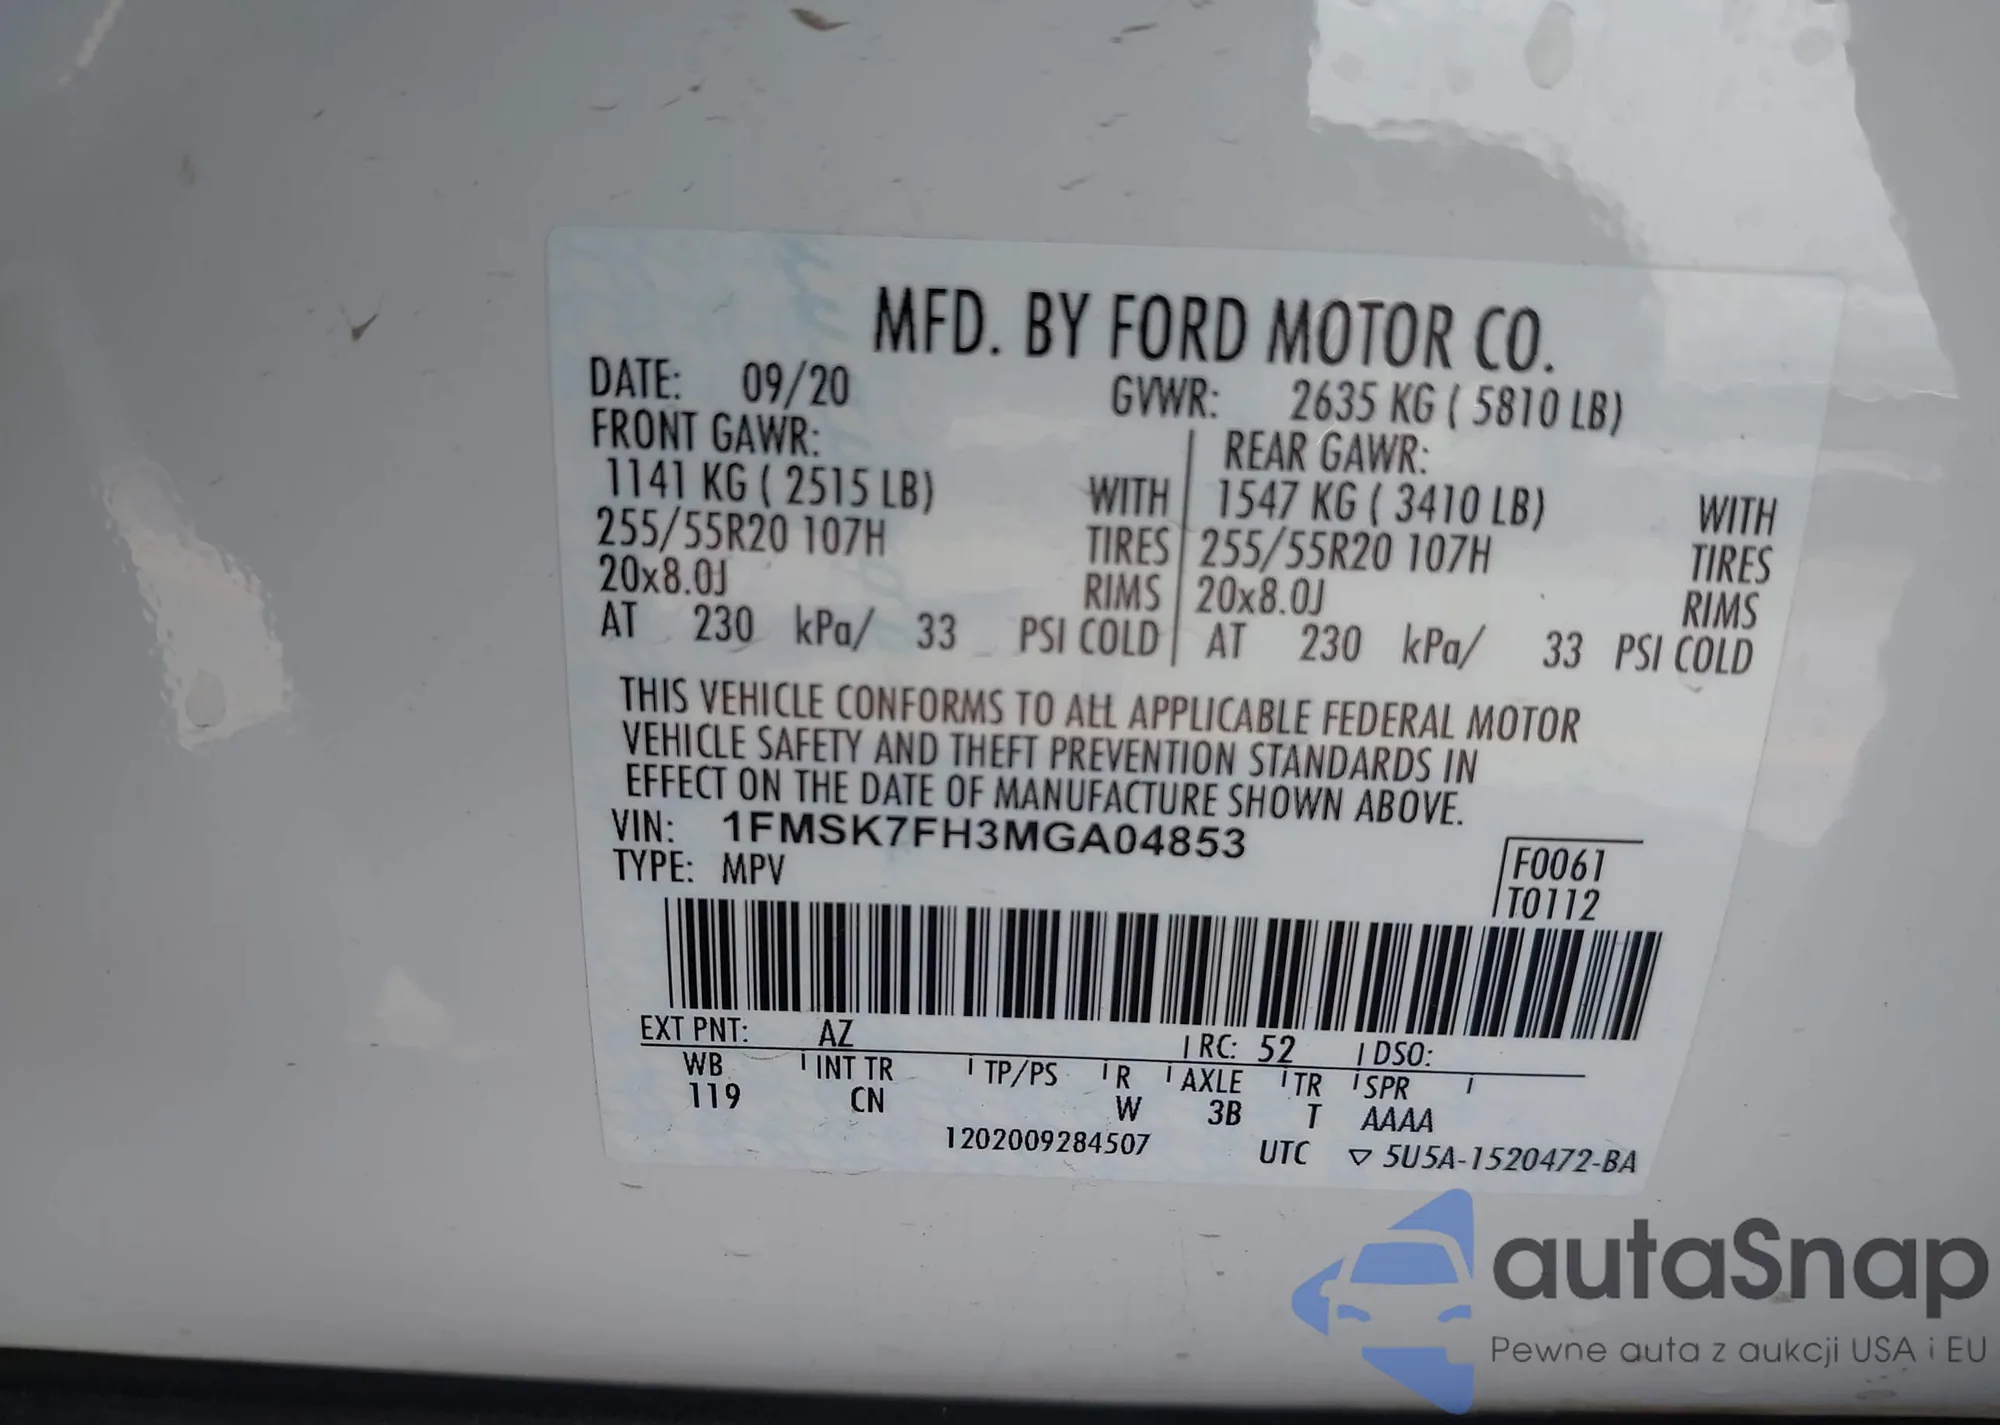 MFD. BY FORD MOTOR CO.
DATE: 09/20 GVWR: 2635 KG ( 5810 LB)
FRONT GAWR: REAR GAWR:
1141 KG ( 2515 LB) WITH 1547 KG ( 3410 LB) WITH
255/55R20 107H TIRES 255/55R20 107H TIRES
20x8.0J RIMS 20x8.0J RIMS
AT 230 kPa/ 33 PSI COLD AT 230 kPa/ 33 PSI COLD
THIS VEHICLE CONFORMS TO ALL APPLICABLE FEDERAL MOTOR
VEHICLE SAFETY AND THEFT PREVENTION STANDARDS IN
EFFECT ON THE DATE OF MANUFACTURE SHOWN ABOVE.
VIN: 1FMSK7FH3MGA04853
TYPE: MPV
F0061
T0112
EXT PNT: AZ RC: 52 DSO:
WB INT TR TP/PS R AXLE TR SPR
119 CN W 3B T AAAA
1202009284507 UTC ▽ 5U5A-1520472-BA
autaSnap
Pewne auta z aukcji USA i EU